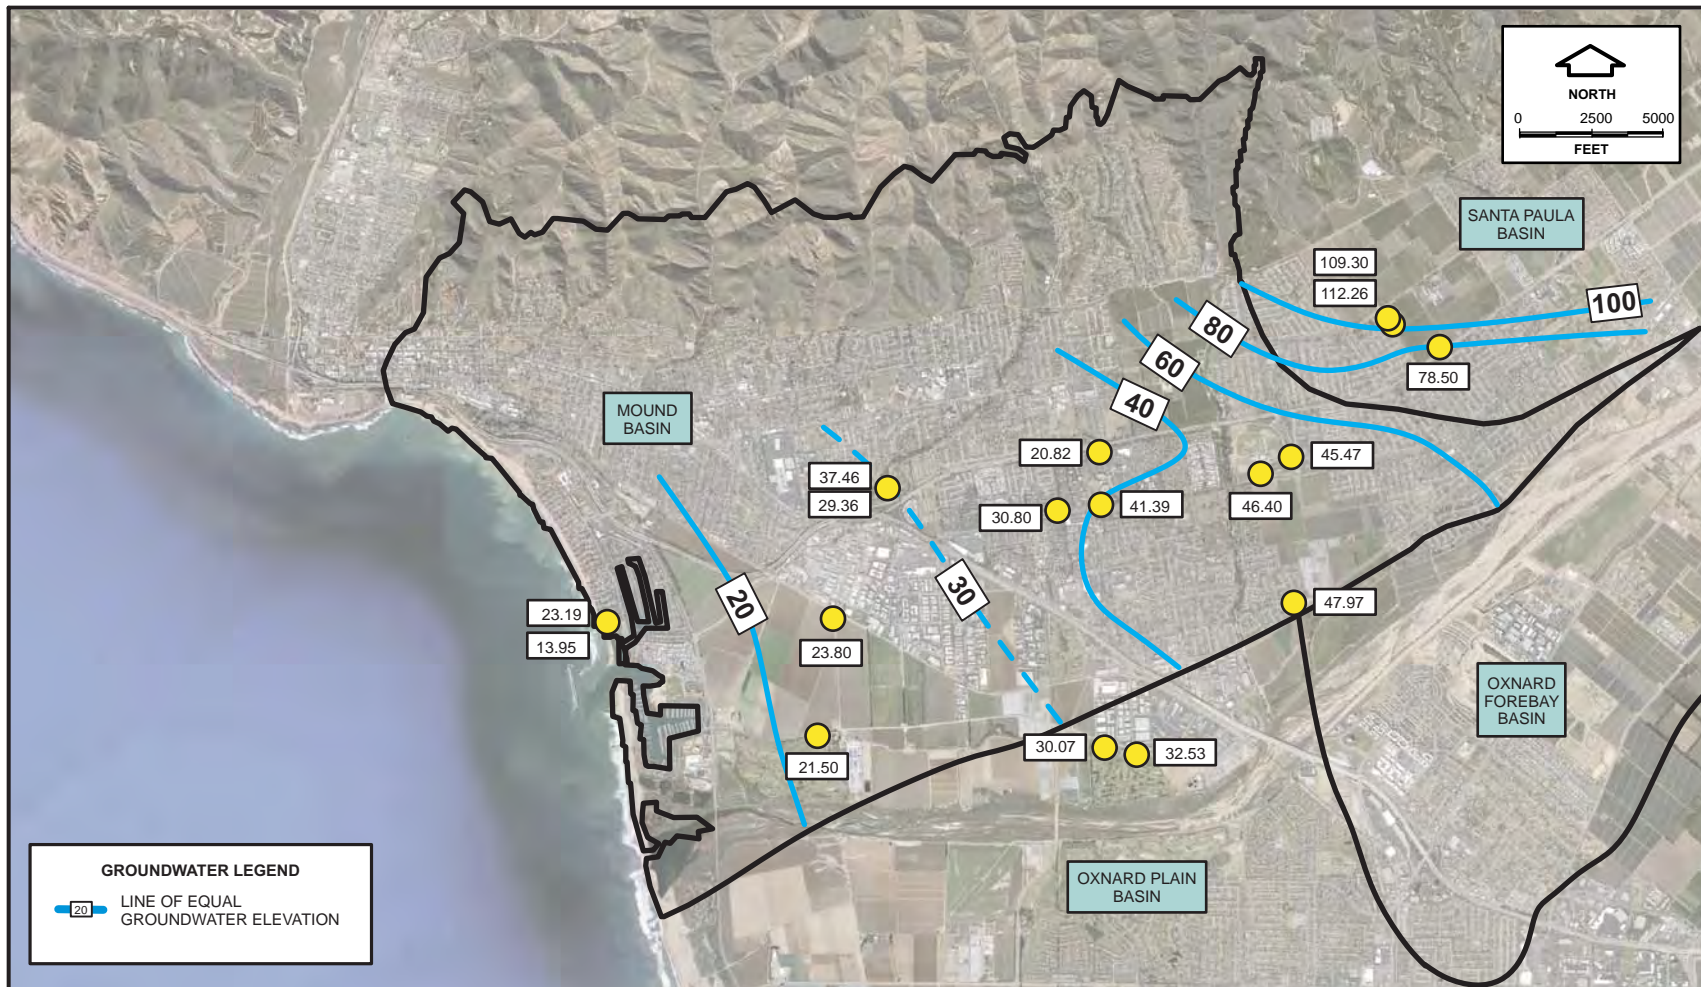 NORTH
0 2500 5000
FEET
SANTA PAULA
BASIN
109.30
112.26
100
80
60
78.50
40
MOUND
BASIN
20.82
45.47
37.46
29.36
46.40
30.80
41.39
30
20
47.97
23.19
13.95
23.80
OXNARD
FOREBAY
BASIN
30.07
32.53
21.50
OXNARD PLAIN
BASIN
GROUNDWATER LEGEND
20
LINE OF EQUAL
GROUNDWATER ELEVATION